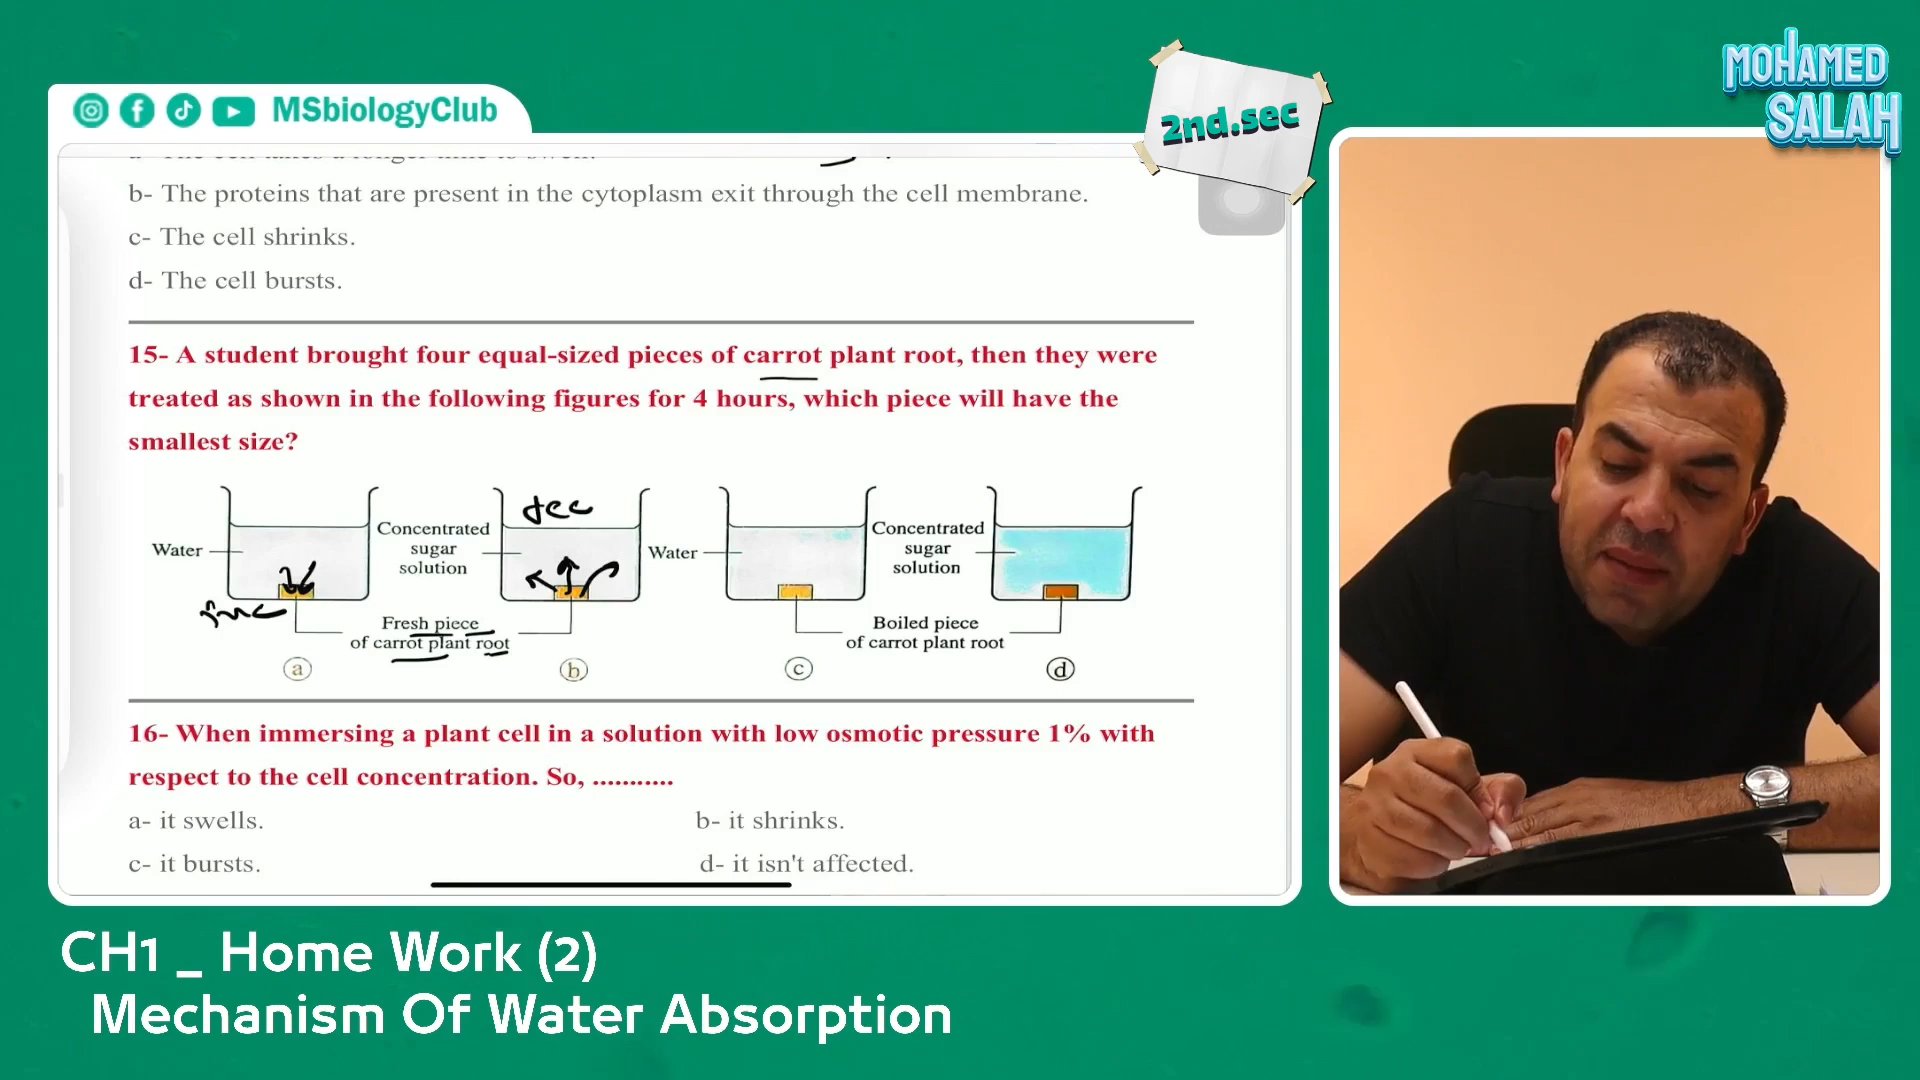 MOHAMED
SALAH
MSbiologyClub
2nd.sec
b- The proteins that are present in the cytoplasm exit through the cell membrane.
c- The cell shrinks.
d- The cell bursts.
15- A student brought four equal-sized pieces of carrot plant root, then they were
treated as shown in the following figures for 4 hours, which piece will have the
smallest size?
dec
Water
Concentrated
sugar
solution
Water
Concentrated
sugar
solution
inc
Fresh piece
of carrot plant root
Boiled piece
of carrot plant root
a
b
c
d
16- When immersing a plant cell in a solution with low osmotic pressure 1% with
respect to the cell concentration. So, ...........
a- it swells.
b- it shrinks.
c- it bursts.
d- it isn't affected.
CH1 _ Home Work (2)
Mechanism Of Water Absorption